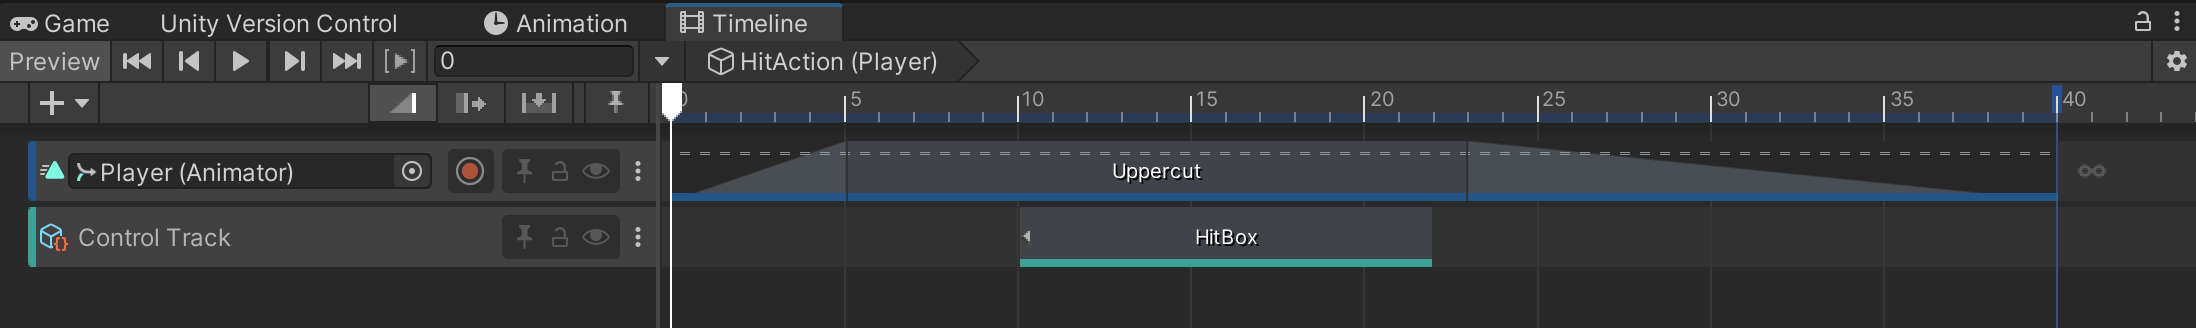 Game Unity Version Control Animation Timeline
Preview 0 HitAction (Player)
0 5 10 15 20 25 30 35 40
Player (Animator) Uppercut
Control Track HitBox